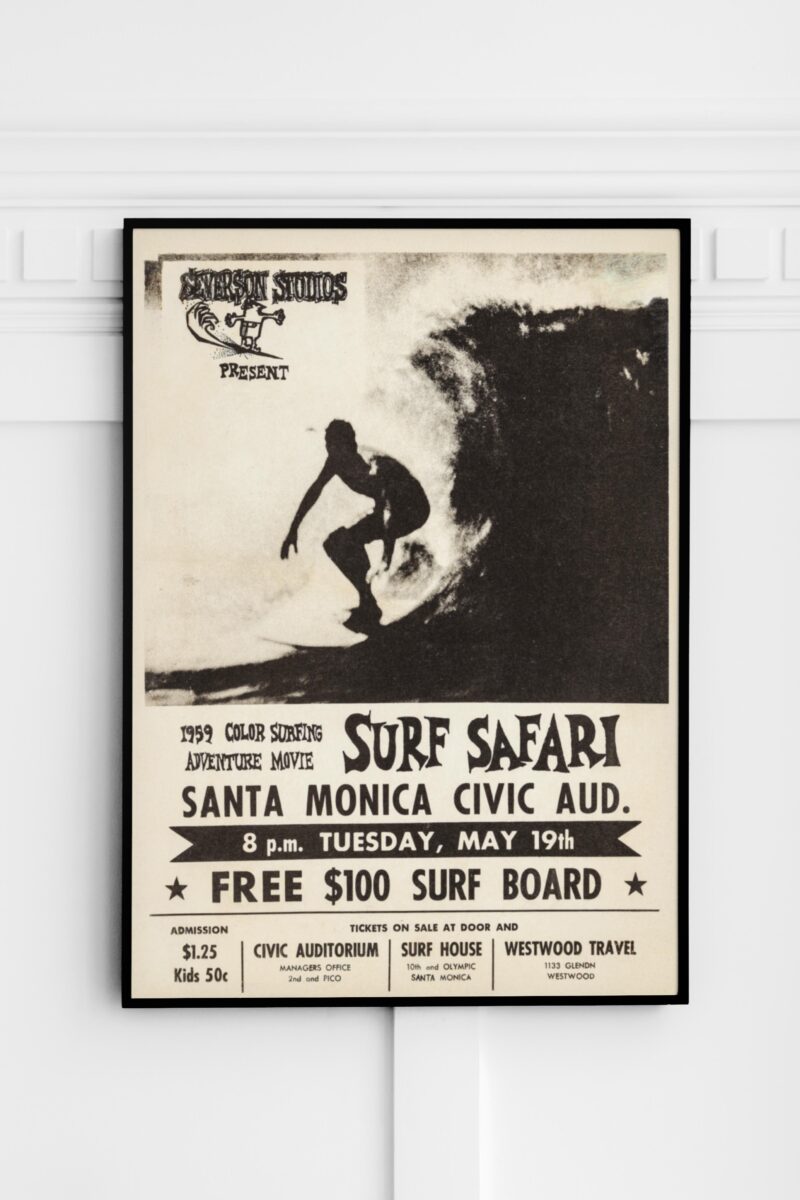 SEVERSON STUDIOS
PRESENT
1959 COLOR SURFING
ADVENTURE MOVIE
SURF SAFARI
SANTA MONICA CIVIC AUD.
8 p.m. TUESDAY, MAY 19th
★ FREE $100 SURF BOARD ★
ADMISSION
$1.25
Kids 50c
TICKETS ON SALE AT DOOR AND
CIVIC AUDITORIUM
MANAGERS OFFICE
2nd and PICO
SURF HOUSE
10th and OLYMPIC
SANTA MONICA
WESTWOOD TRAVEL
1133 GLENDN
WESTWOOD